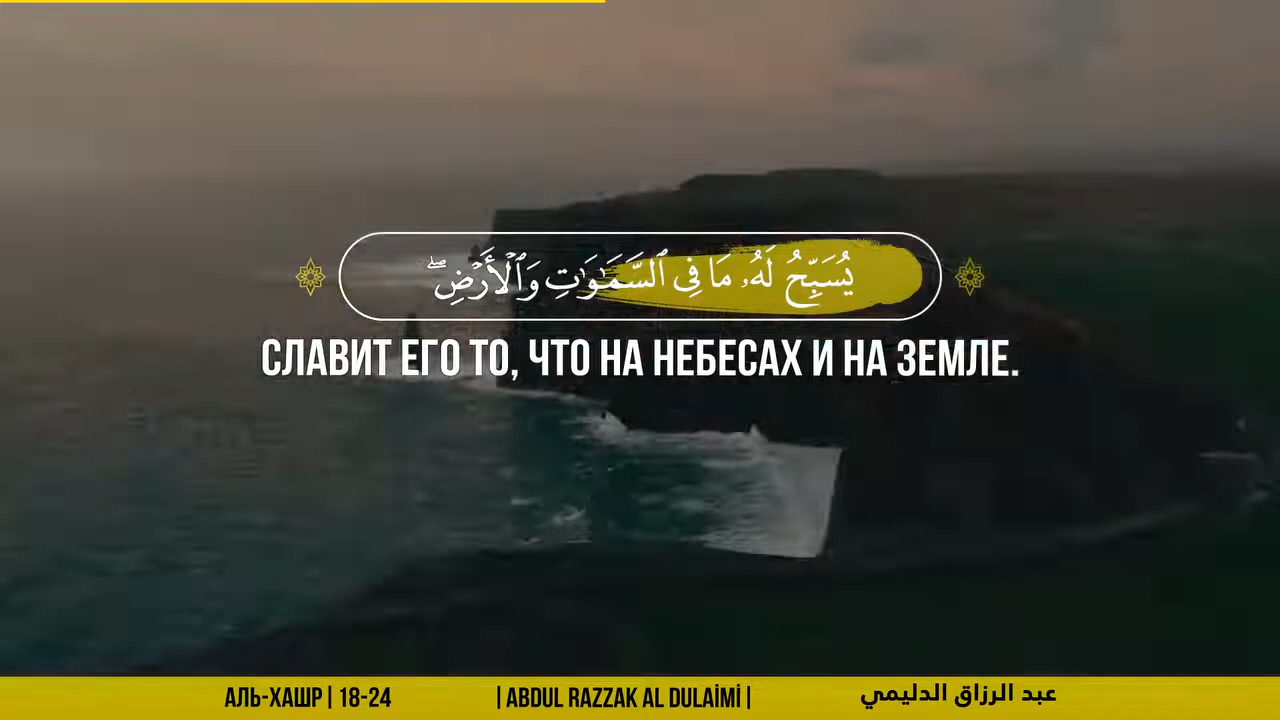 يُسَبِّحُ لَهُۥ مَا فِى ٱلسَّمَـٰوَٰتِ وَٱلْأَرْضِ ۖ
СЛАВИТ ЕГО ТО, ЧТО НА НЕБЕСАХ И НА ЗЕМЛЕ.
АЛЬ-ХАШР | 18-24 | ABDUL RAZZAK AL DULAİMİ | عبد الرزاق الدليمي